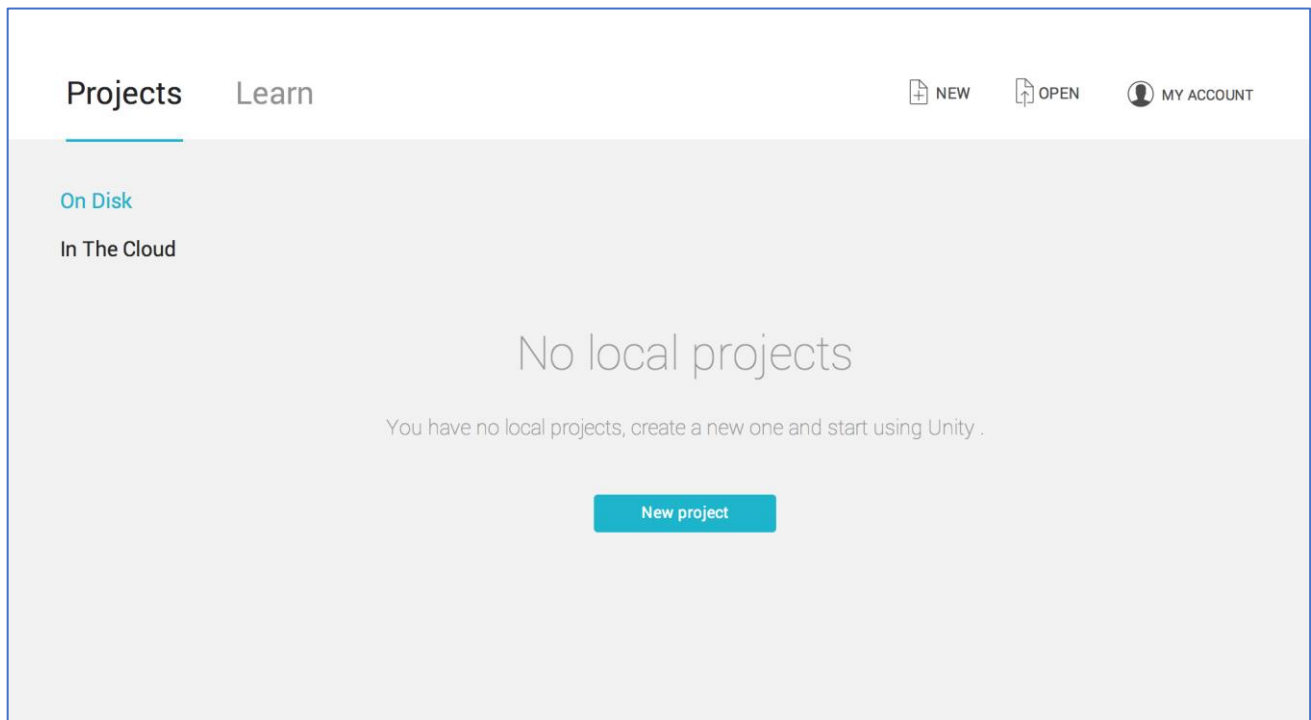 Projects Learn NEW OPEN MY ACCOUNT
On Disk
In The Cloud
No local projects
You have no local projects, create a new one and start using Unity .
New project